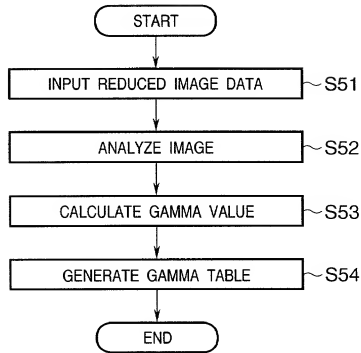 START
INPUT REDUCED IMAGE DATA S51
ANALYZE IMAGE S52
CALCULATE GAMMA VALUE S53
GENERATE GAMMA TABLE S54
END